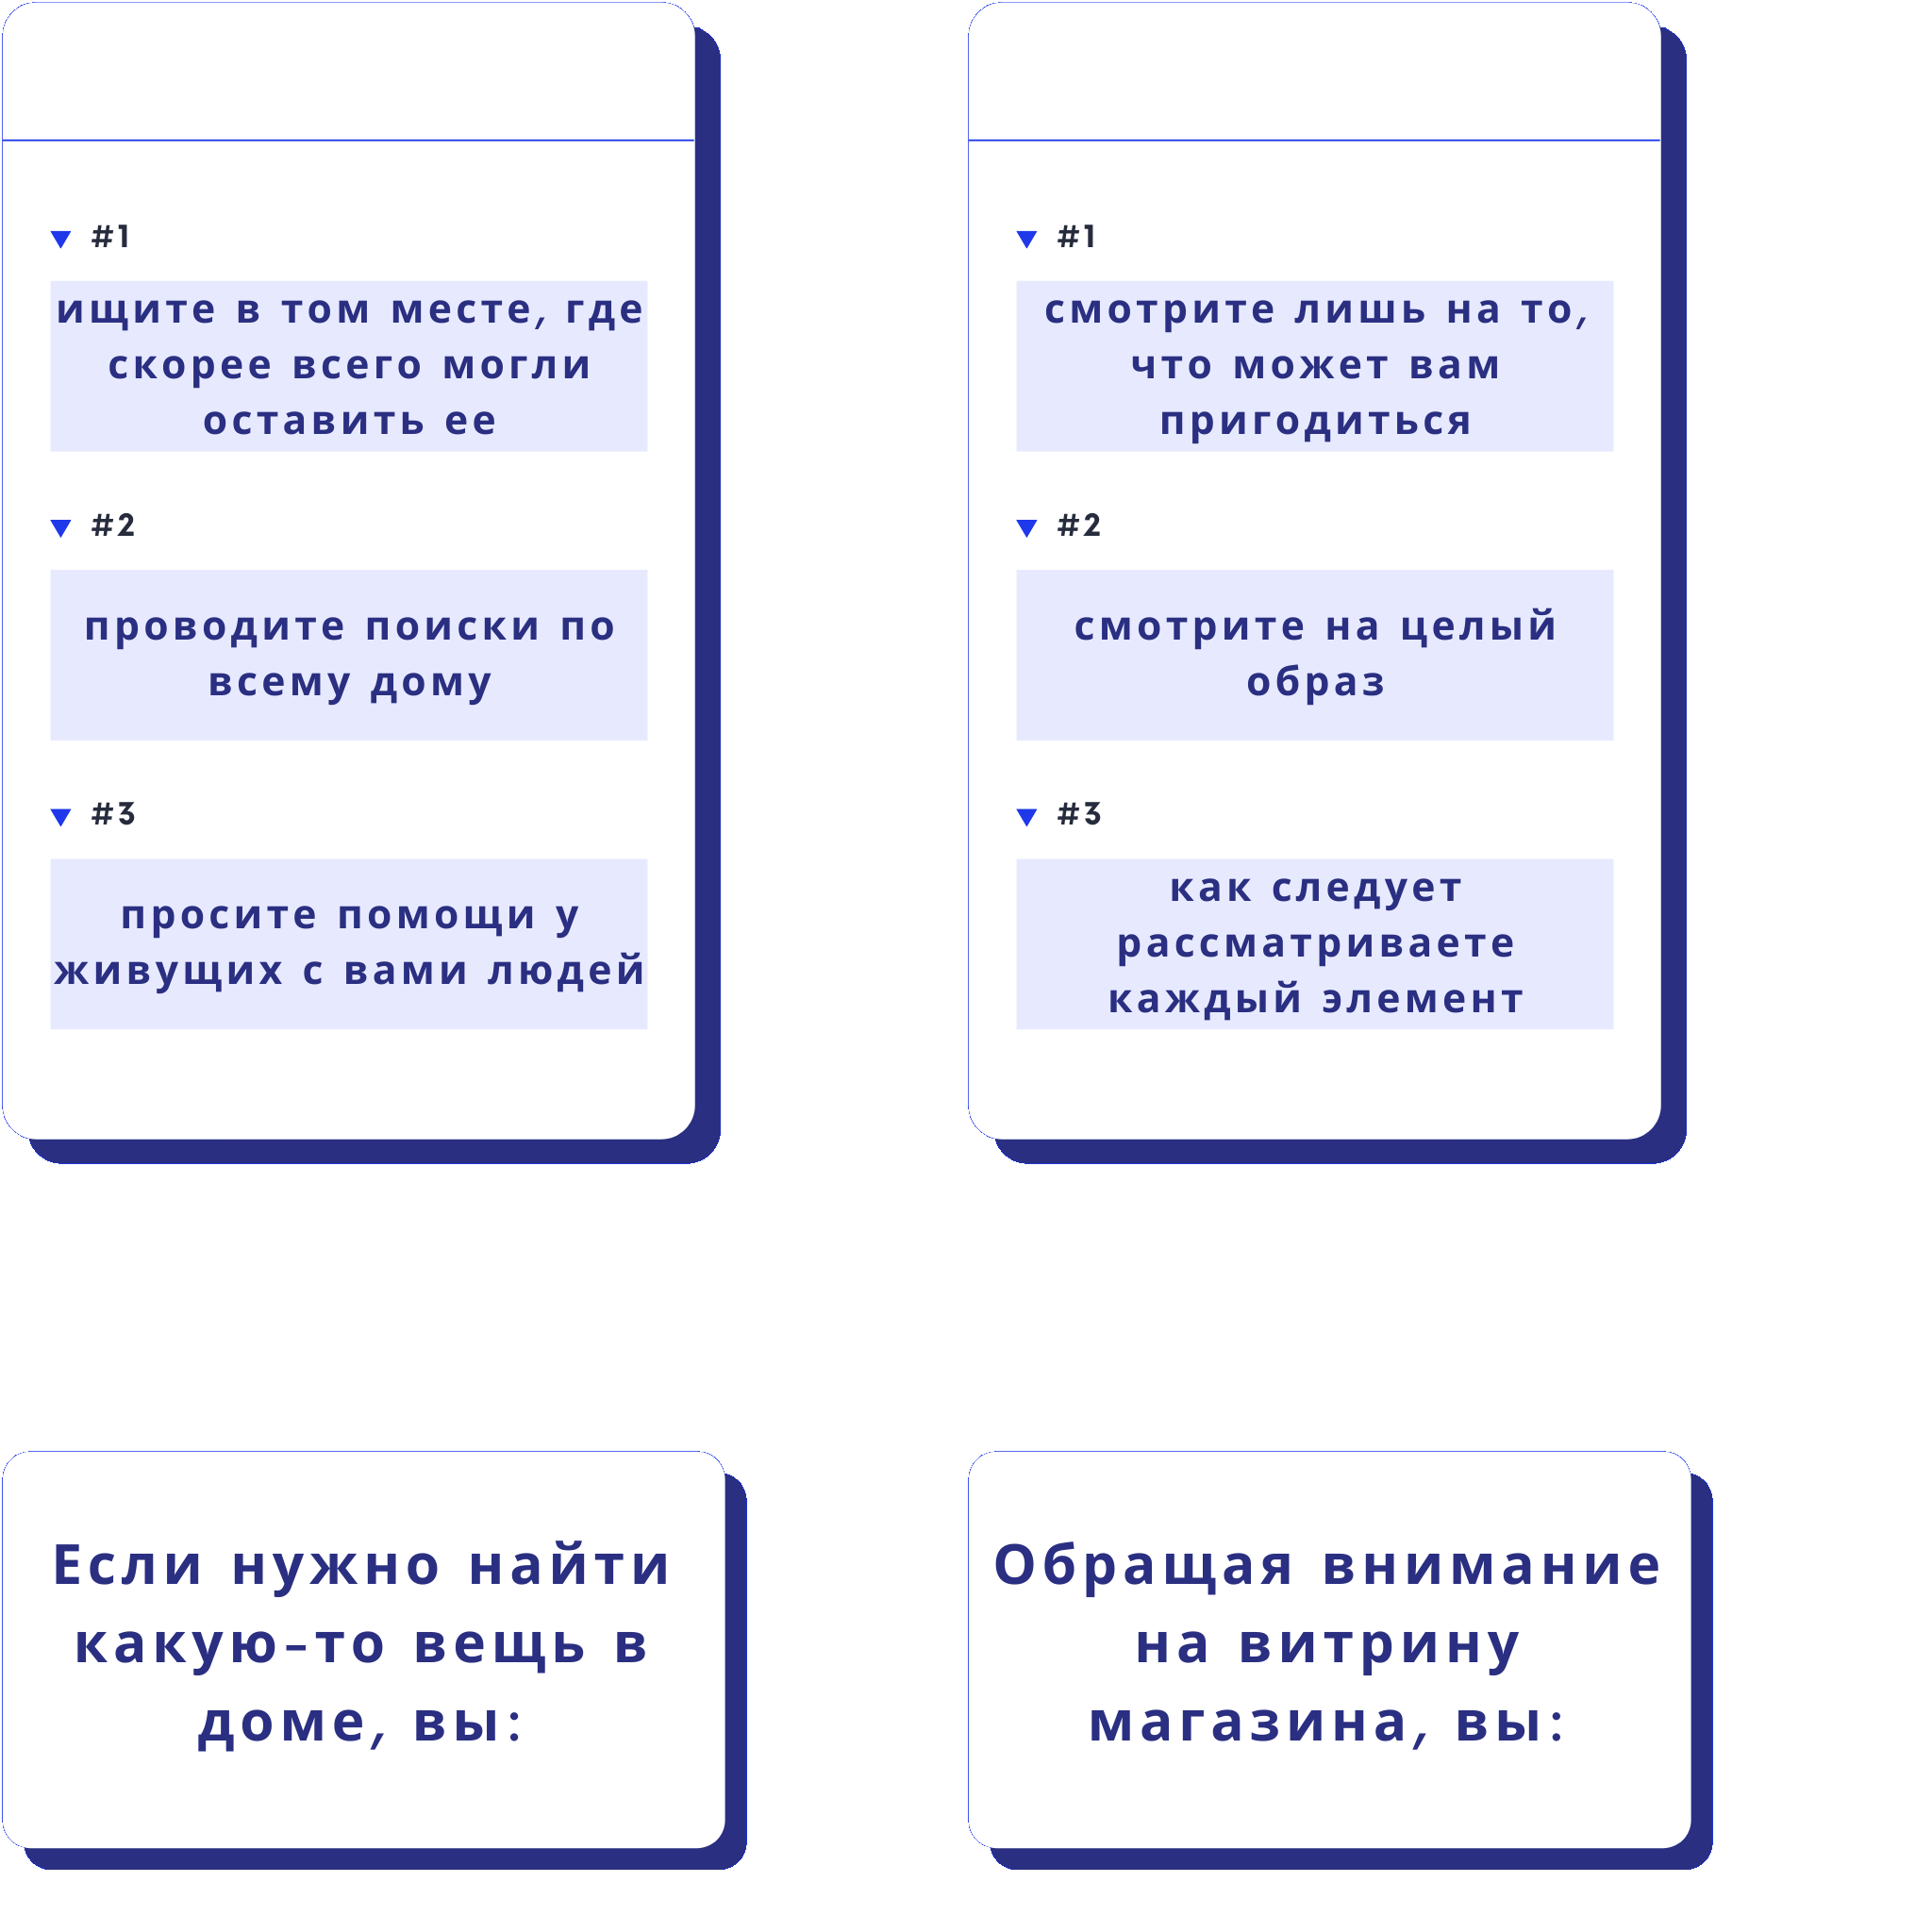 #1
ищите в том месте, где
скорее всего могли
оставить ее
#2
проводите поиски по
всему дому
#3
просите помощи у
живущих с вами людей
#1
смотрите лишь на то,
что может вам
пригодиться
#2
смотрите на целый
образ
#3
как следует
рассматриваете
каждый элемент
Если нужно найти
какую-то вещь в
доме, вы:
Обращая внимание
на витрину
магазина, вы: